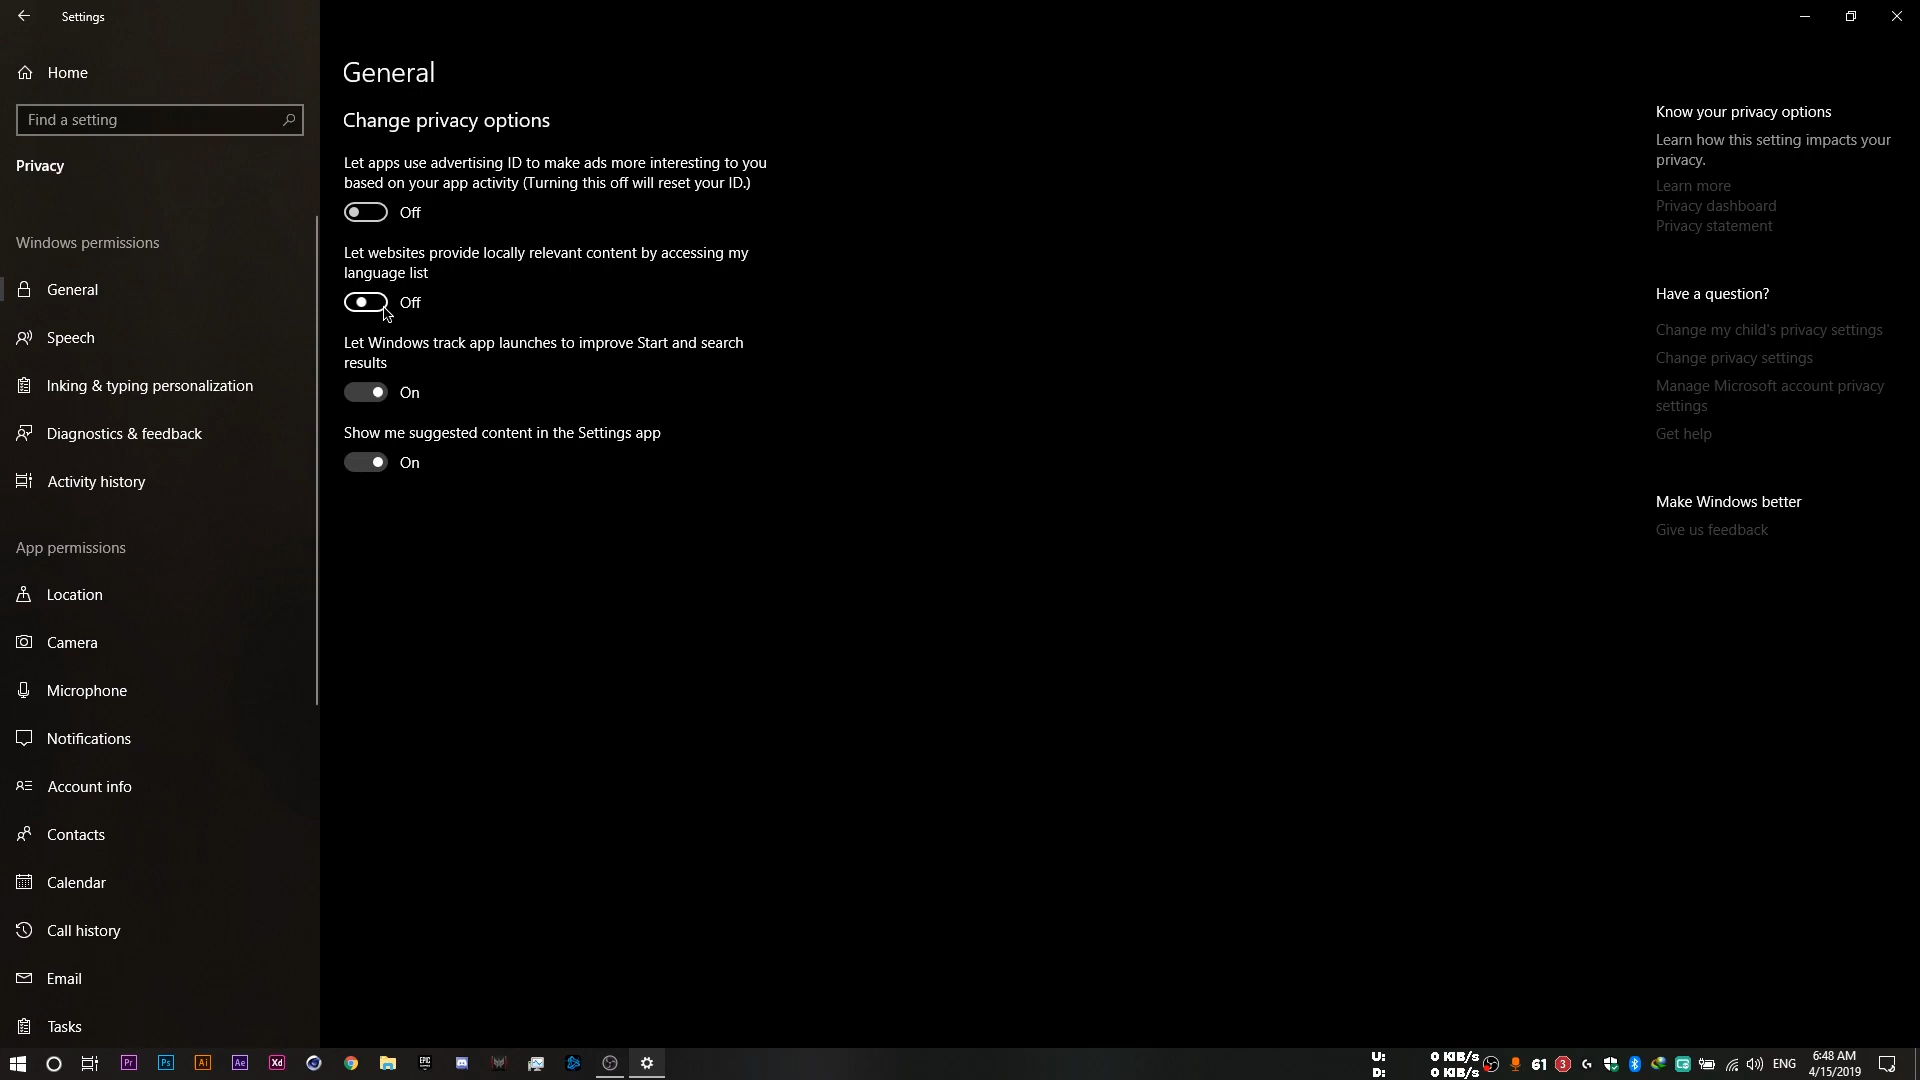 Settings
Home
Find a setting
Privacy
Windows permissions
General
Speech
Inking & typing personalization
Diagnostics & feedback
Activity history
App permissions
Location
Camera
Microphone
Notifications
Account info
Contacts
Calendar
Call history
Email
Tasks
General
Change privacy options
Let apps use advertising ID to make ads more interesting to you
based on your app activity (Turning this off will reset your ID.)
Off
Let websites provide locally relevant content by accessing my
language list
Off
Let Windows track app launches to improve Start and search
results
On
Show me suggested content in the Settings app
On
Know your privacy options
Learn how this setting impacts your
privacy.
Learn more
Privacy dashboard
Privacy statement
Have a question?
Change my child's privacy settings
Change privacy settings
Manage Microsoft account privacy
settings
Get help
Make Windows better
Give us feedback
Pr
Ps
Ai
Ae
Xd
EPIC
U: 0 KiB/s
D: 0 KiB/s
61
3
ENG
6:48 AM
4/15/2019